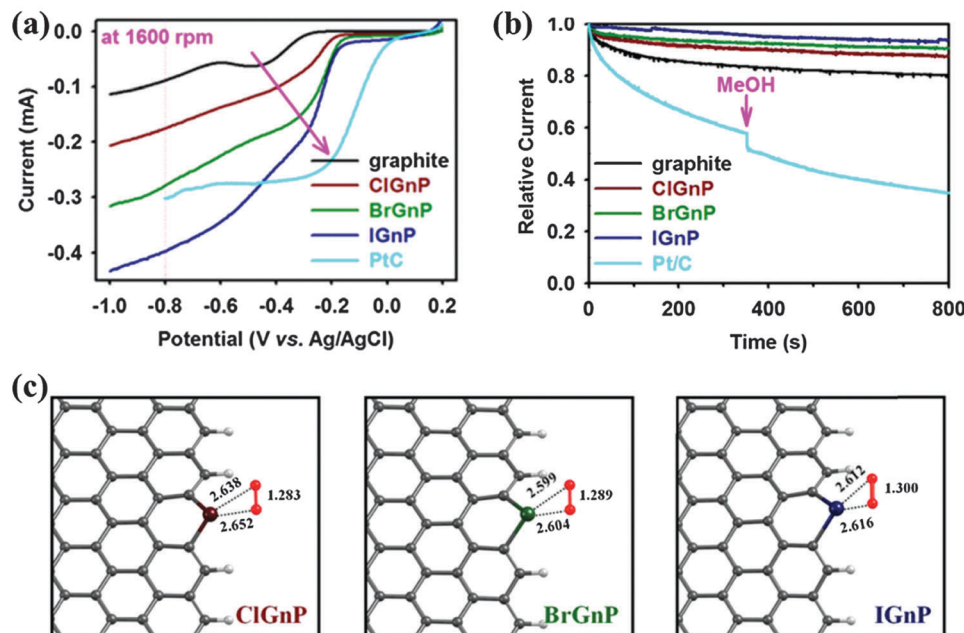 (a)
at 1600 rpm
0.0
-0.1
-0.2
-0.3
-0.4
Current (mA)
graphite
ClGnP
BrGnP
IGnP
PtC
-1.0 -0.8 -0.6 -0.4 -0.2 0.0 0.2
Potential (V vs. Ag/AgCl)
(b)
1.0
0.8
0.6
0.4
0.2
0.0
Relative Current
MeOH
graphite
ClGnP
BrGnP
IGnP
Pt/C
0 200 400 600 800
Time (s)
(c)
2.638
1.283
2.652
ClGnP
2.599
1.289
2.604
BrGnP
2.612
1.300
2.616
IGnP